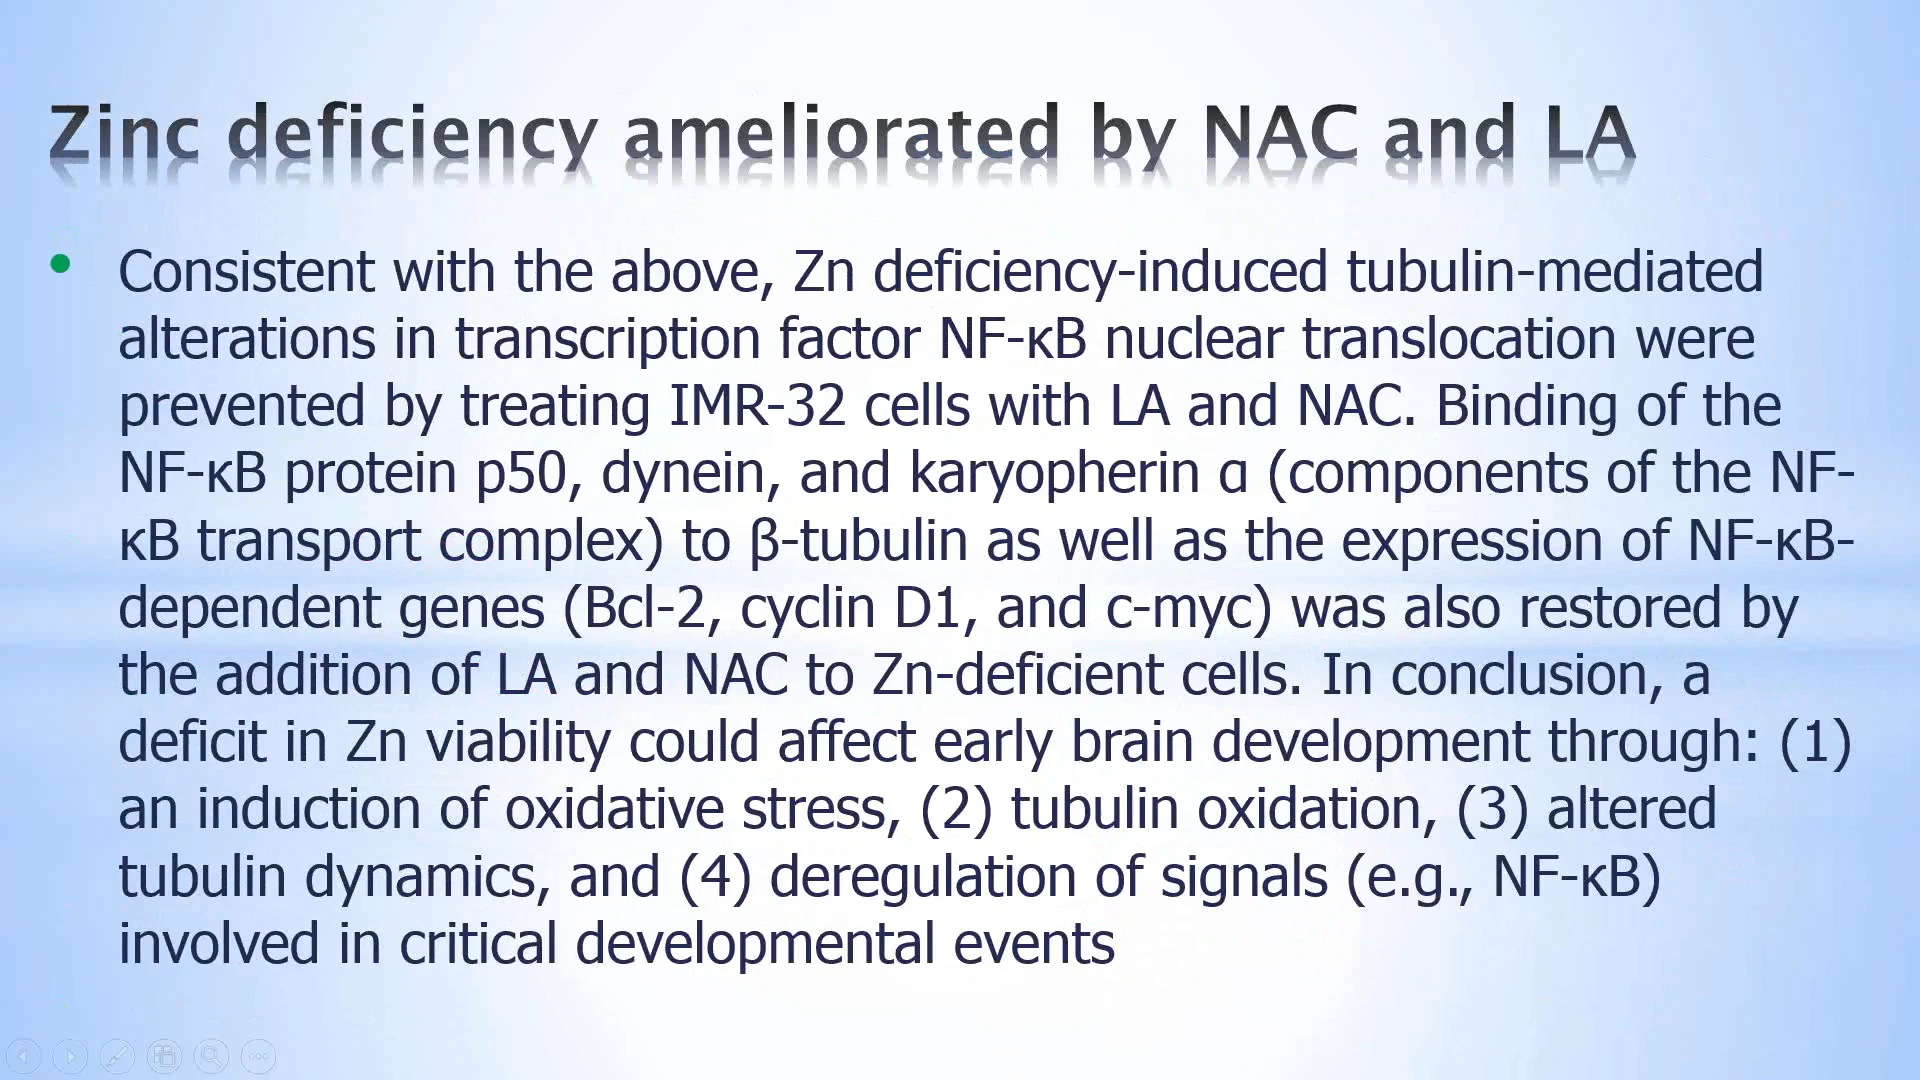 Zinc deficiency ameliorated by NAC and LA
• Consistent with the above, Zn deficiency-induced tubulin-mediated
alterations in transcription factor NF-κB nuclear translocation were
prevented by treating IMR-32 cells with LA and NAC. Binding of the
NF-κB protein p50, dynein, and karyopherin α (components of the NF-
κB transport complex) to β-tubulin as well as the expression of NF-κB-
dependent genes (Bcl-2, cyclin D1, and c-myc) was also restored by
the addition of LA and NAC to Zn-deficient cells. In conclusion, a
deficit in Zn viability could affect early brain development through: (1)
an induction of oxidative stress, (2) tubulin oxidation, (3) altered
tubulin dynamics, and (4) deregulation of signals (e.g., NF-κB)
involved in critical developmental events